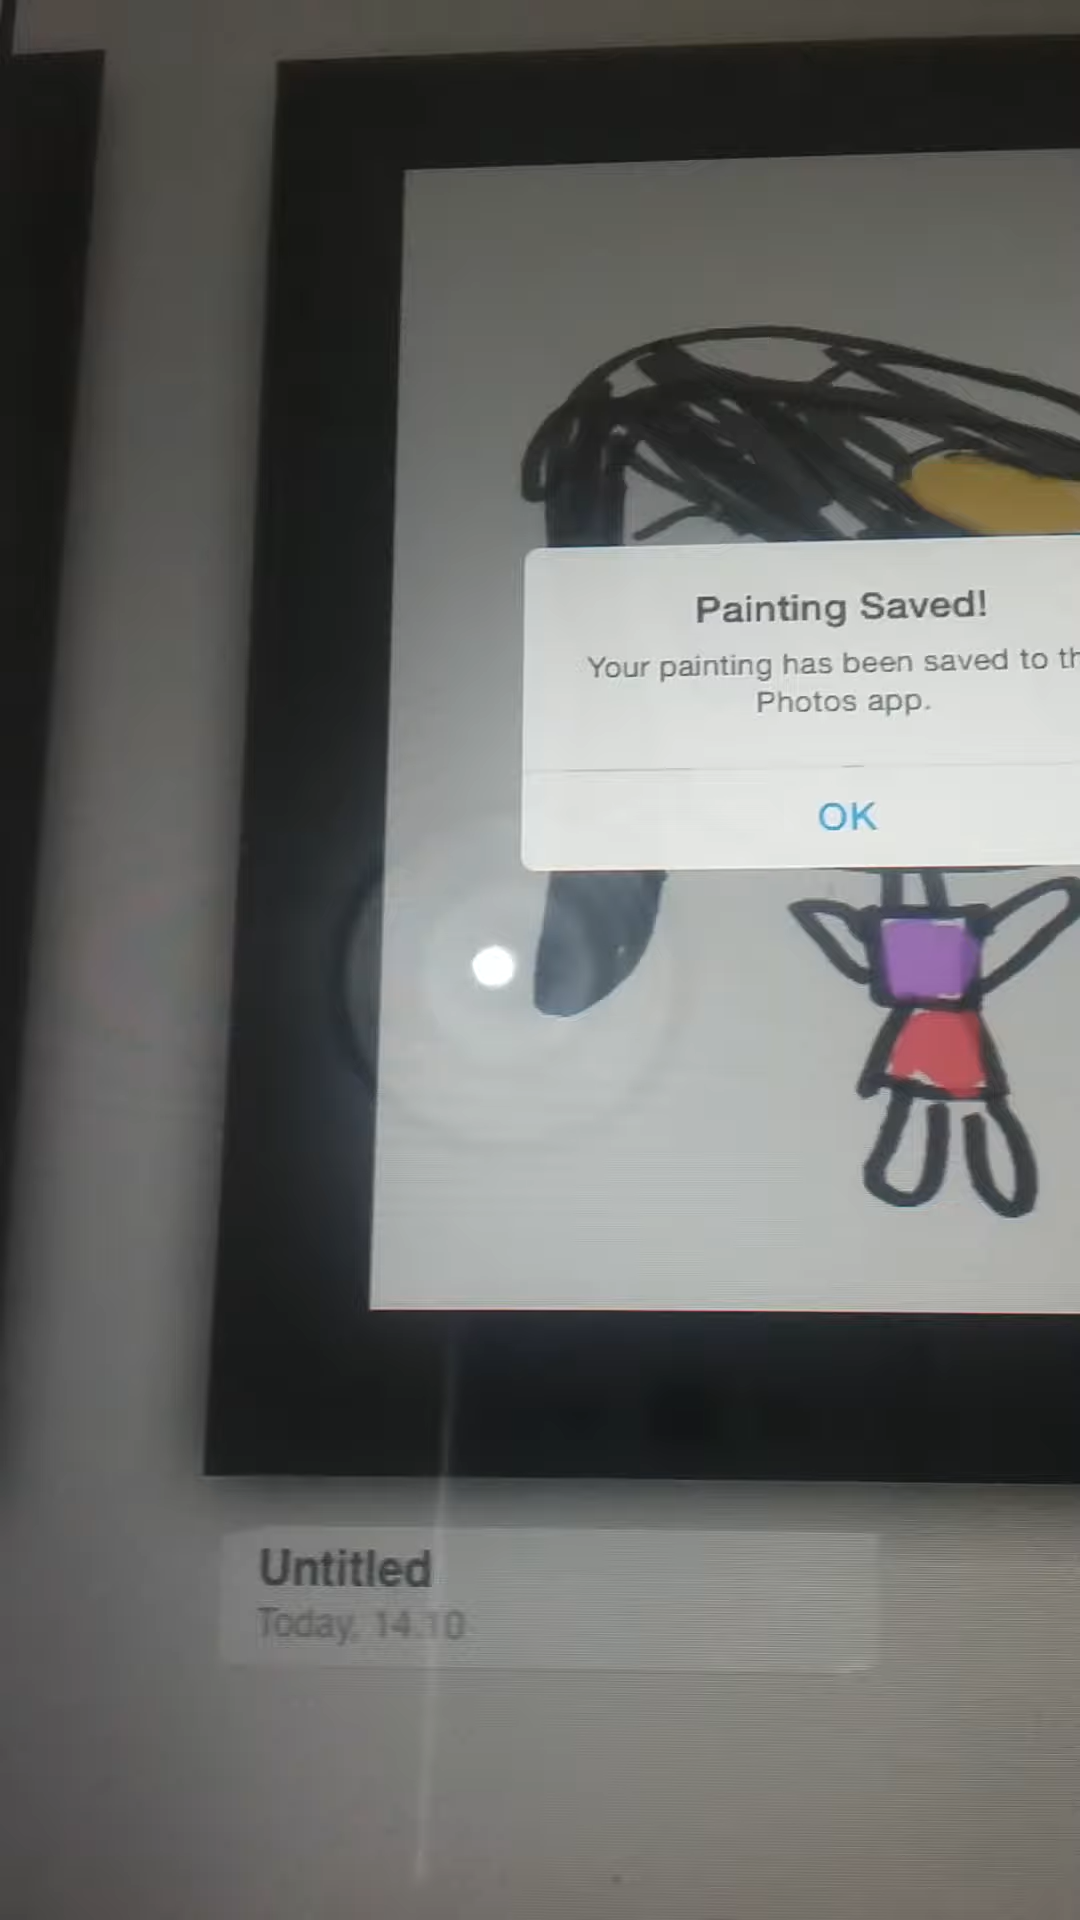 Painting Saved!
Your painting has been saved to th
Photos app.
OK
Untitled
Today, 14.10